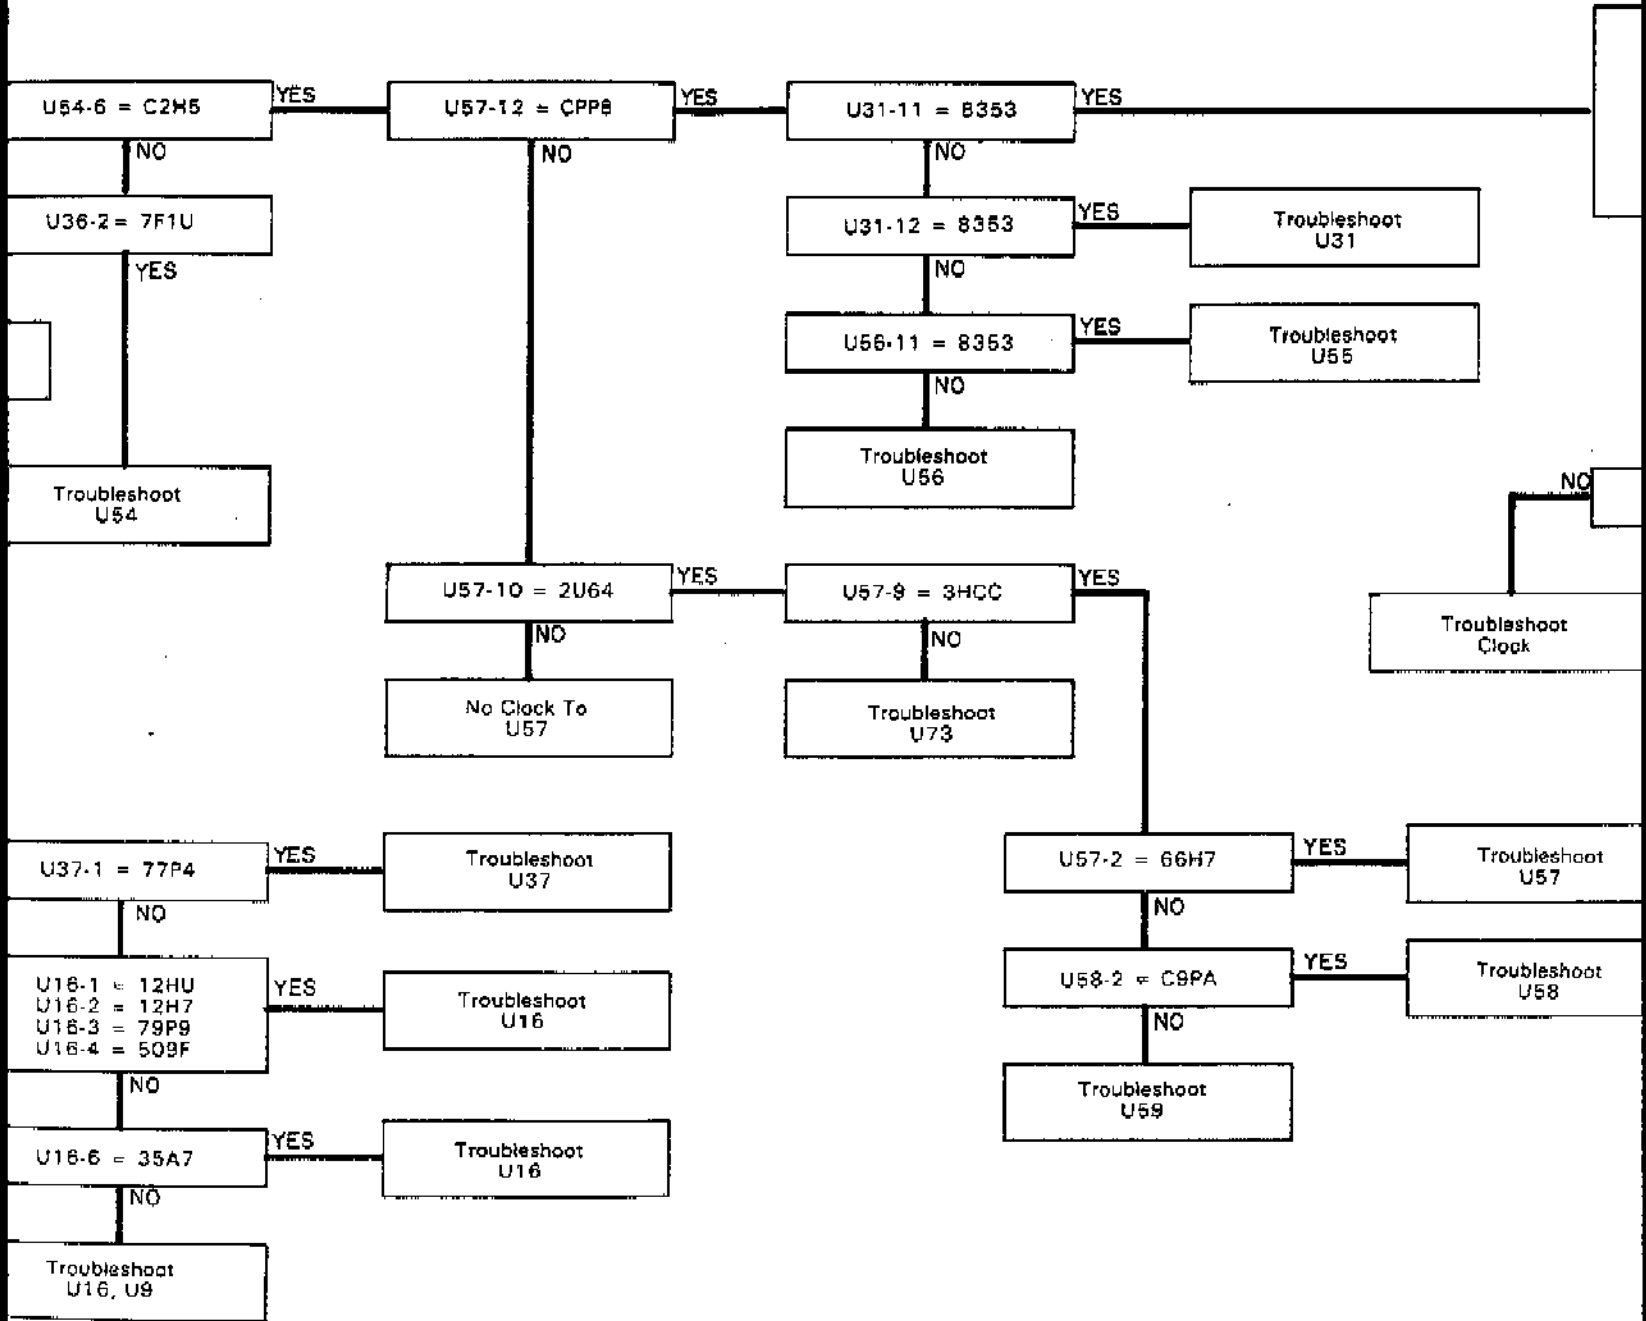 U54-6 = C2H5
YES
U57-12 = CPP8
YES
U31-11 = 8353
YES
NO
NO
NO
U36-2 = 7F1U
U31-12 = 8353
YES
Troubleshoot
U31
YES
NO
U56-11 = 8353
YES
Troubleshoot
U55
NO
Troubleshoot
U56
Troubleshoot
U54
NO
U57-10 = 2U64
YES
U57-9 = 3HCC
YES
NO
NO
Troubleshoot
Clock
No Clock To
U57
Troubleshoot
U73
U37-1 = 77P4
YES
Troubleshoot
U37
U57-2 = 66H7
YES
Troubleshoot
U57
NO
NO
U16-1 = 12HU
U16-2 = 12H7
U16-3 = 79P9
U16-4 = 509F
YES
Troubleshoot
U16
U58-2 = C9PA
YES
Troubleshoot
U58
NO
NO
Troubleshoot
U59
U16-6 = 35A7
YES
Troubleshoot
U16
NO
Troubleshoot
U16, U9